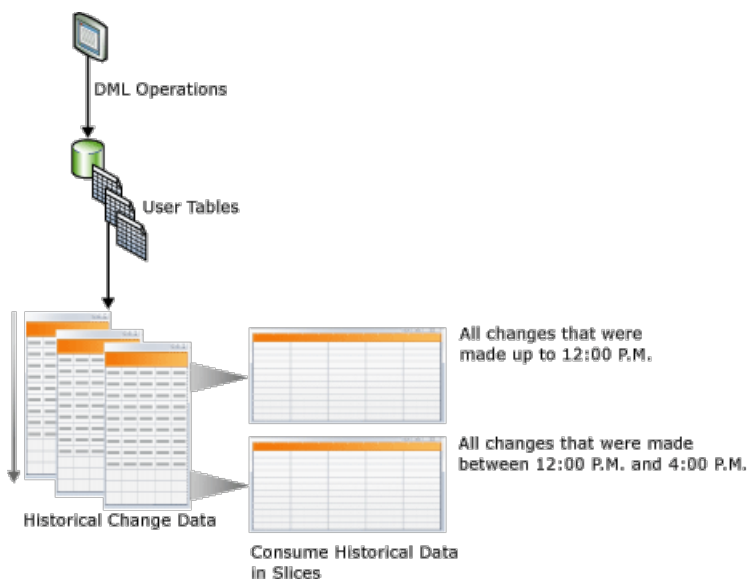 DML Operations
User Tables
All changes that were
made up to 12:00 P.M.
All changes that were made
between 12:00 P.M. and 4:00 P.M.
Historical Change Data
Consume Historical Data
in Slices